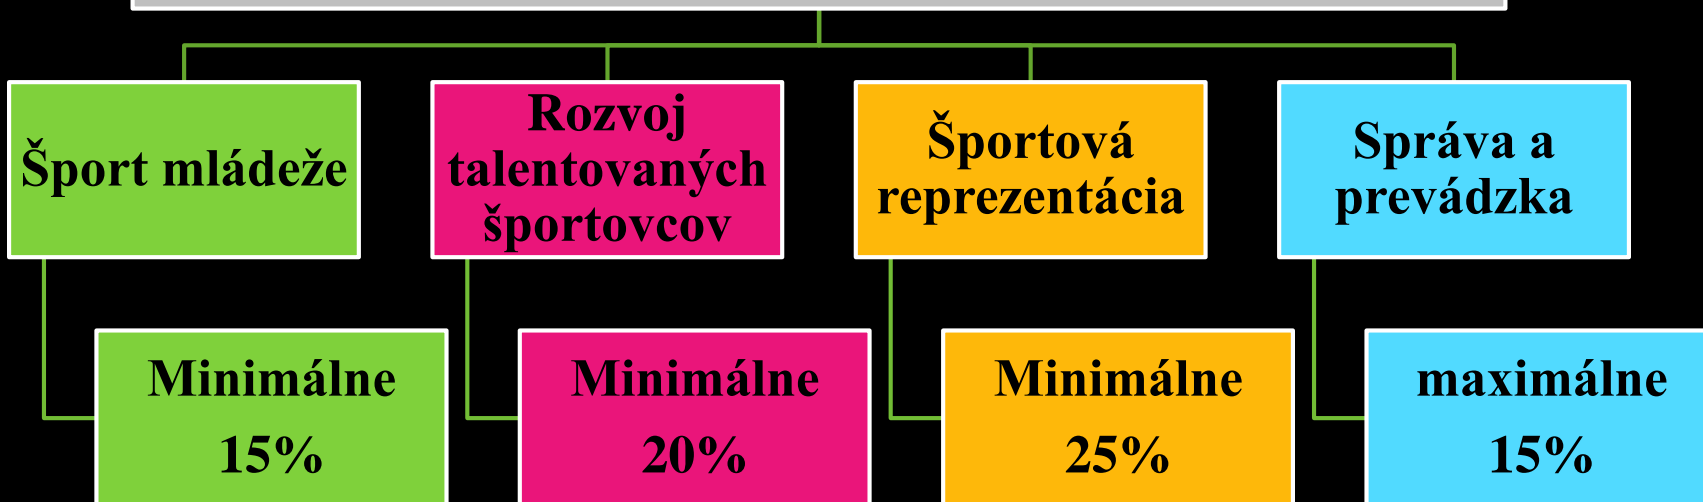 Šport mládeže
Rozvoj
talentovaných
športovcov
Športová
reprezentácia
Správa a
prevádzka
Minimálne
15%
Minimálne
20%
Minimálne
25%
maximálne
15%